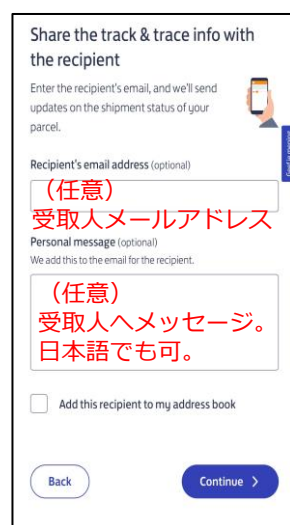 Share the track & trace info with
the recipient
Enter the recipient's email, and we'll send
updates on the shipment status of your
parcel.
Recipient's email address (optional)
（任意）
受取人メールアドレス
Personal message (optional)
We add this to the email for the recipient.
（任意）
受取人へメッセージ。
日本語でも可。
Add this recipient to my address book
Back
Continue >